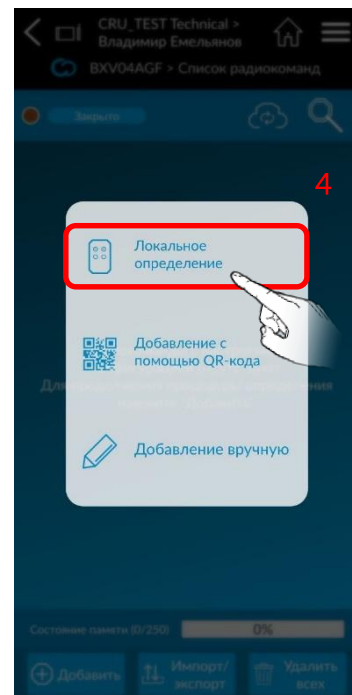 CRU_TEST Technical >
Владимир Емельянов
BXV04AGF > Список радиокоманд
Закрыто
4
Локальное
определение
Добавление с
помощью QR-кода
Добавление вручную
Состояние памяти (0/250)
0%
Добавить
Импорт/
экспорт
Удалить
всех